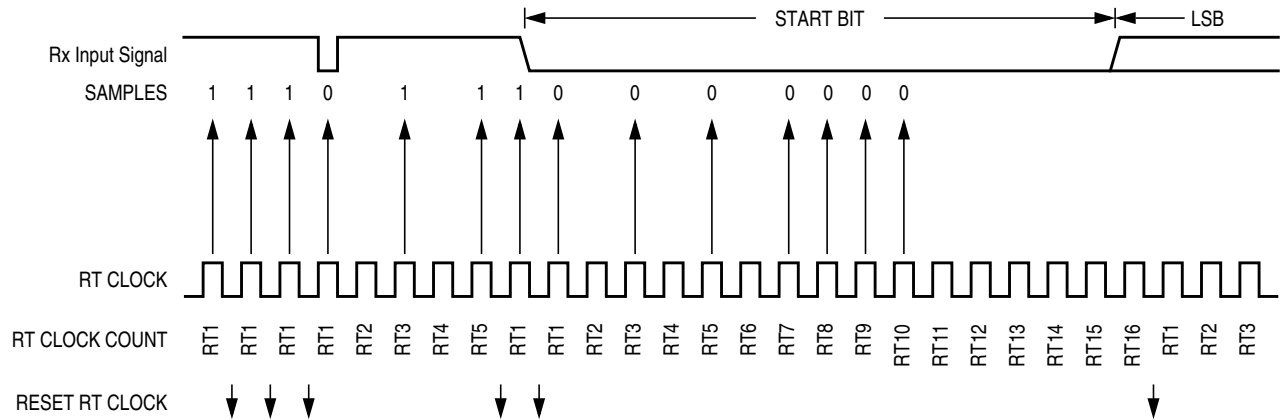 START BIT LSB
Rx Input Signal
SAMPLES 1 1 1 0 1 1 1 0 0 0 0 0 0 0
RT CLOCK
RT CLOCK COUNT RT1 RT1 RT1 RT1 RT2 RT3 RT4 RT5 RT1 RT1 RT2 RT3 RT4 RT5 RT6 RT7 RT8 RT9 RT10 RT11 RT12 RT13 RT14 RT15 RT16 RT1 RT2 RT3
RESET RT CLOCK